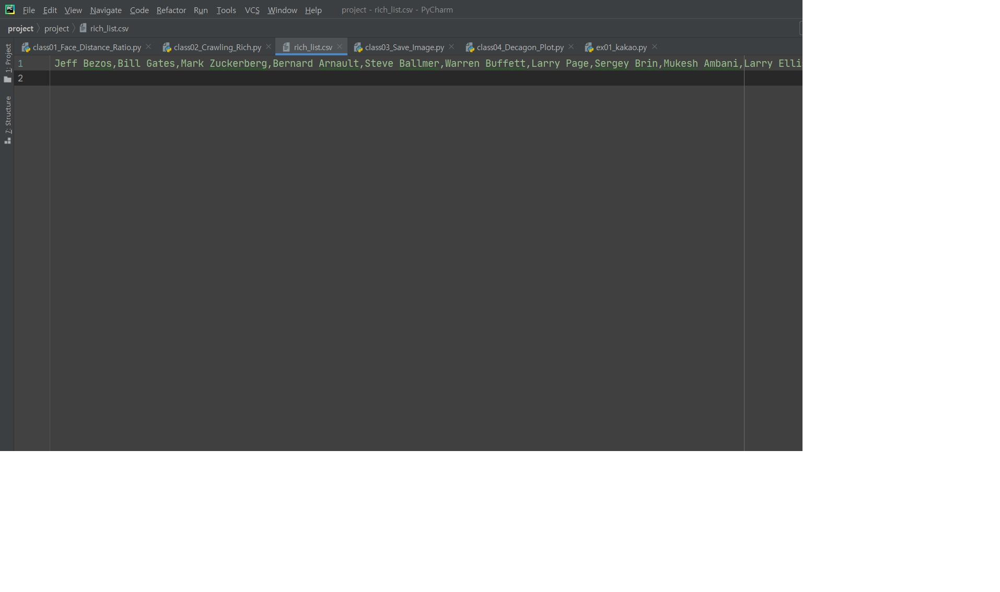 PC File Edit View Navigate Code Refactor Run Tools VCS Window Help project - rich_list.csv - PyCharm
project project rich_list.csv
class01_Face_Distance_Ratio.py class02_Crawling_Rich.py rich_list.csv class03_Save_Image.py class04_Decagon_Plot.py ex01_kakao.py
1: Project
7: Structure
1 Jeff Bezos,Bill Gates,Mark Zuckerberg,Bernard Arnault,Steve Ballmer,Warren Buffett,Larry Page,Sergey Brin,Mukesh Ambani,Larry Elli
2